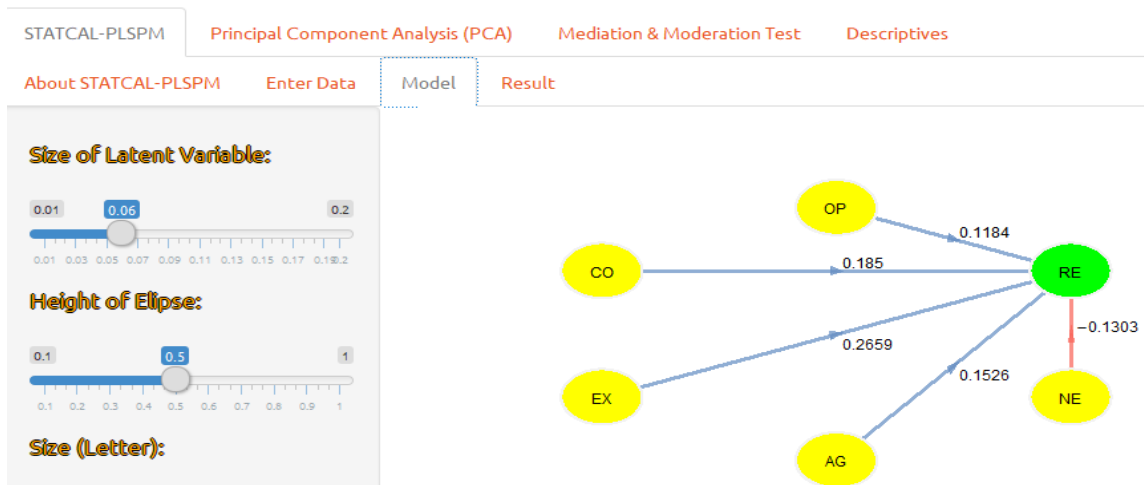 STATCAL-PLSPM Principal Component Analysis (PCA) Mediation & Moderation Test Descriptives
About STATCAL-PLSPM Enter Data Model Result
Size of Latent Variable:
0.01 0.06 0.2
0.01 0.03 0.05 0.07 0.09 0.11 0.13 0.15 0.17 0.19 0.2
Height of Elipse:
0.1 0.5 1
0.1 0.2 0.3 0.4 0.5 0.6 0.7 0.8 0.9 1
Size (Letter):
OP
0.1184
CO
0.185
RE
0.2659
−0.1303
0.1526
EX
NE
AG